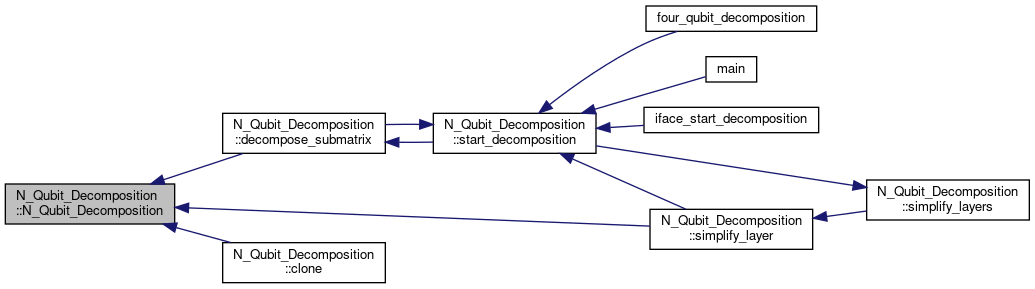 four_qubit_decomposition
main
iface_start_decomposition
N_Qubit_Decomposition
::decompose_submatrix
N_Qubit_Decomposition
::start_decomposition
N_Qubit_Decomposition
::N_Qubit_Decomposition
N_Qubit_Decomposition
::simplify_layers
N_Qubit_Decomposition
::simplify_layer
N_Qubit_Decomposition
::clone